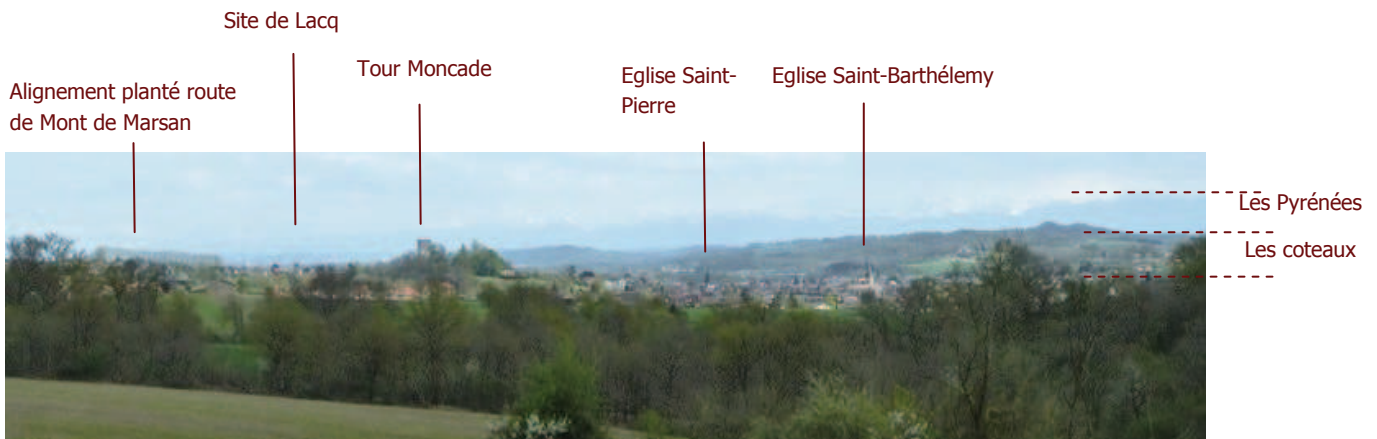 Site de Lacq
Tour Moncade
Alignement planté route
de Mont de Marsan
Eglise Saint-
Pierre
Eglise Saint-Barthélemy
Les Pyrénées
Les coteaux